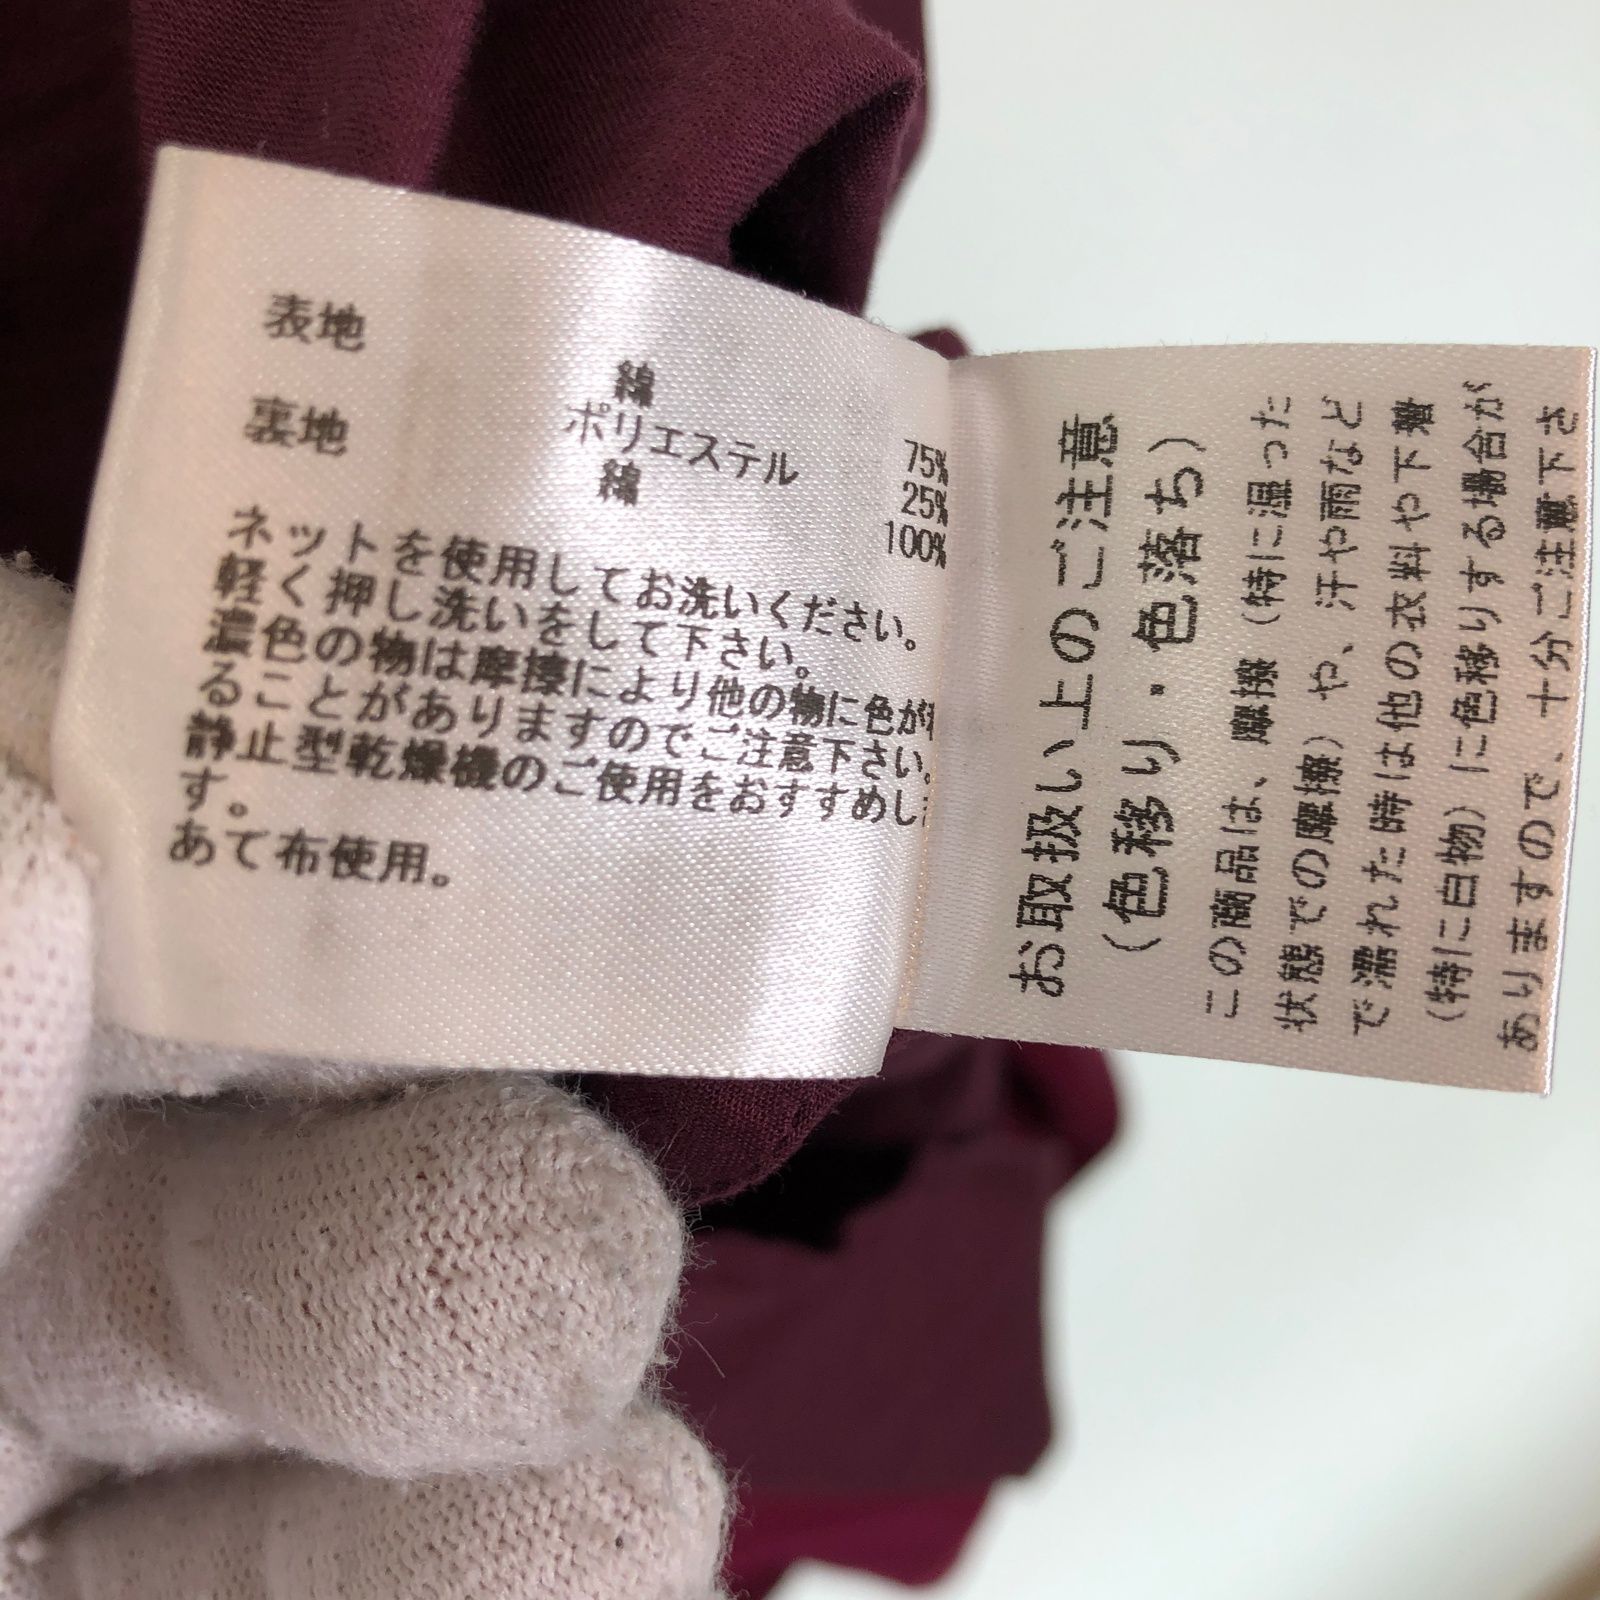 表地 綿 75%
ポリエステル 25%
裏地 綿 100%
ネットを使用してお洗いください。
軽く押し洗いをして下さい。
濃色の物は摩擦により他の物に色が
ることがありますのでご注意下さい。
静止型乾燥機のご使用をおすすめし
す。
あて布使用。
お取扱い上のご注意
(色移り・色落ち)
この商品は、摩擦(特に湿った
状態での摩擦)や、汗や雨など
で濡れた時は他の衣料や下着
(特に白物)に色移りする場合が
ありますので、十分ご注意下さ